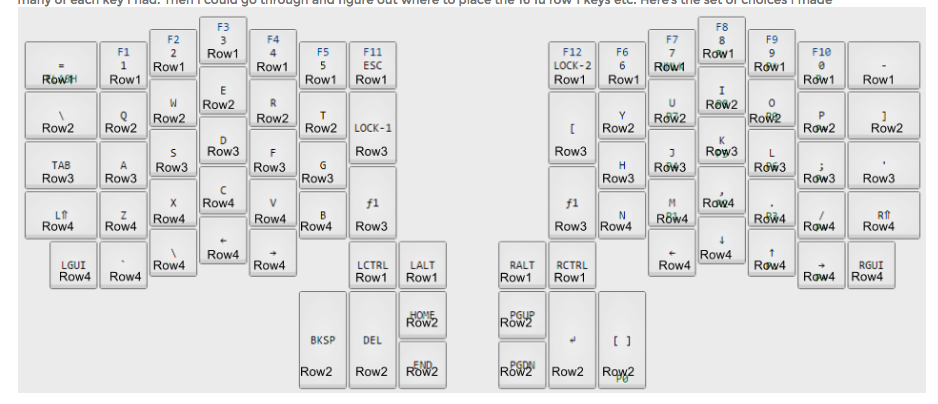 many of each key I had. Then I could go through and figure out where to place the 16 1u row 1 keys etc. Here's the set of choices I made
= Row1
F1 1 Row1
F2 2 Row1
F3 3 Row1
F4 4 Row1
F5 5 Row1
F11 ESC Row1
F12 LOCK-2 Row1
F6 6 Row1
F7 7 Row1
F8 8 Row1
F9 9 Row1
F10 0 Row1
- Row1
\ Row2
Q Row2
W Row2
E Row2
R Row2
T Row2
LOCK-1 Row3
[ Row3
Y Row2
U Row2
I Row2
O Row2
P Row2
] Row2
TAB Row3
A Row3
S Row3
D Row3
F Row3
G Row3
H Row3
J Row3
K Row3
L Row3
; Row3
' Row3
L⇑ Row4
Z Row4
X Row4
C Row4
V Row4
B Row4
ƒ1 Row3
ƒ1 Row3
N Row4
M Row4
, Row4
. Row4
/ Row4
R⇑ Row4
LGUI Row4
` Row4
\ Row4
← Row4
→ Row4
LCTRL Row1
LALT Row1
RALT Row1
RCTRL Row1
← Row4
↓ Row4
↑ Row4
→ Row4
RGUI Row4
BKSP Row2
DEL Row2
HOME Row2
END Row2
PGUP Row2
PGDN Row2
↵ Row2
[ ] Row2 P0